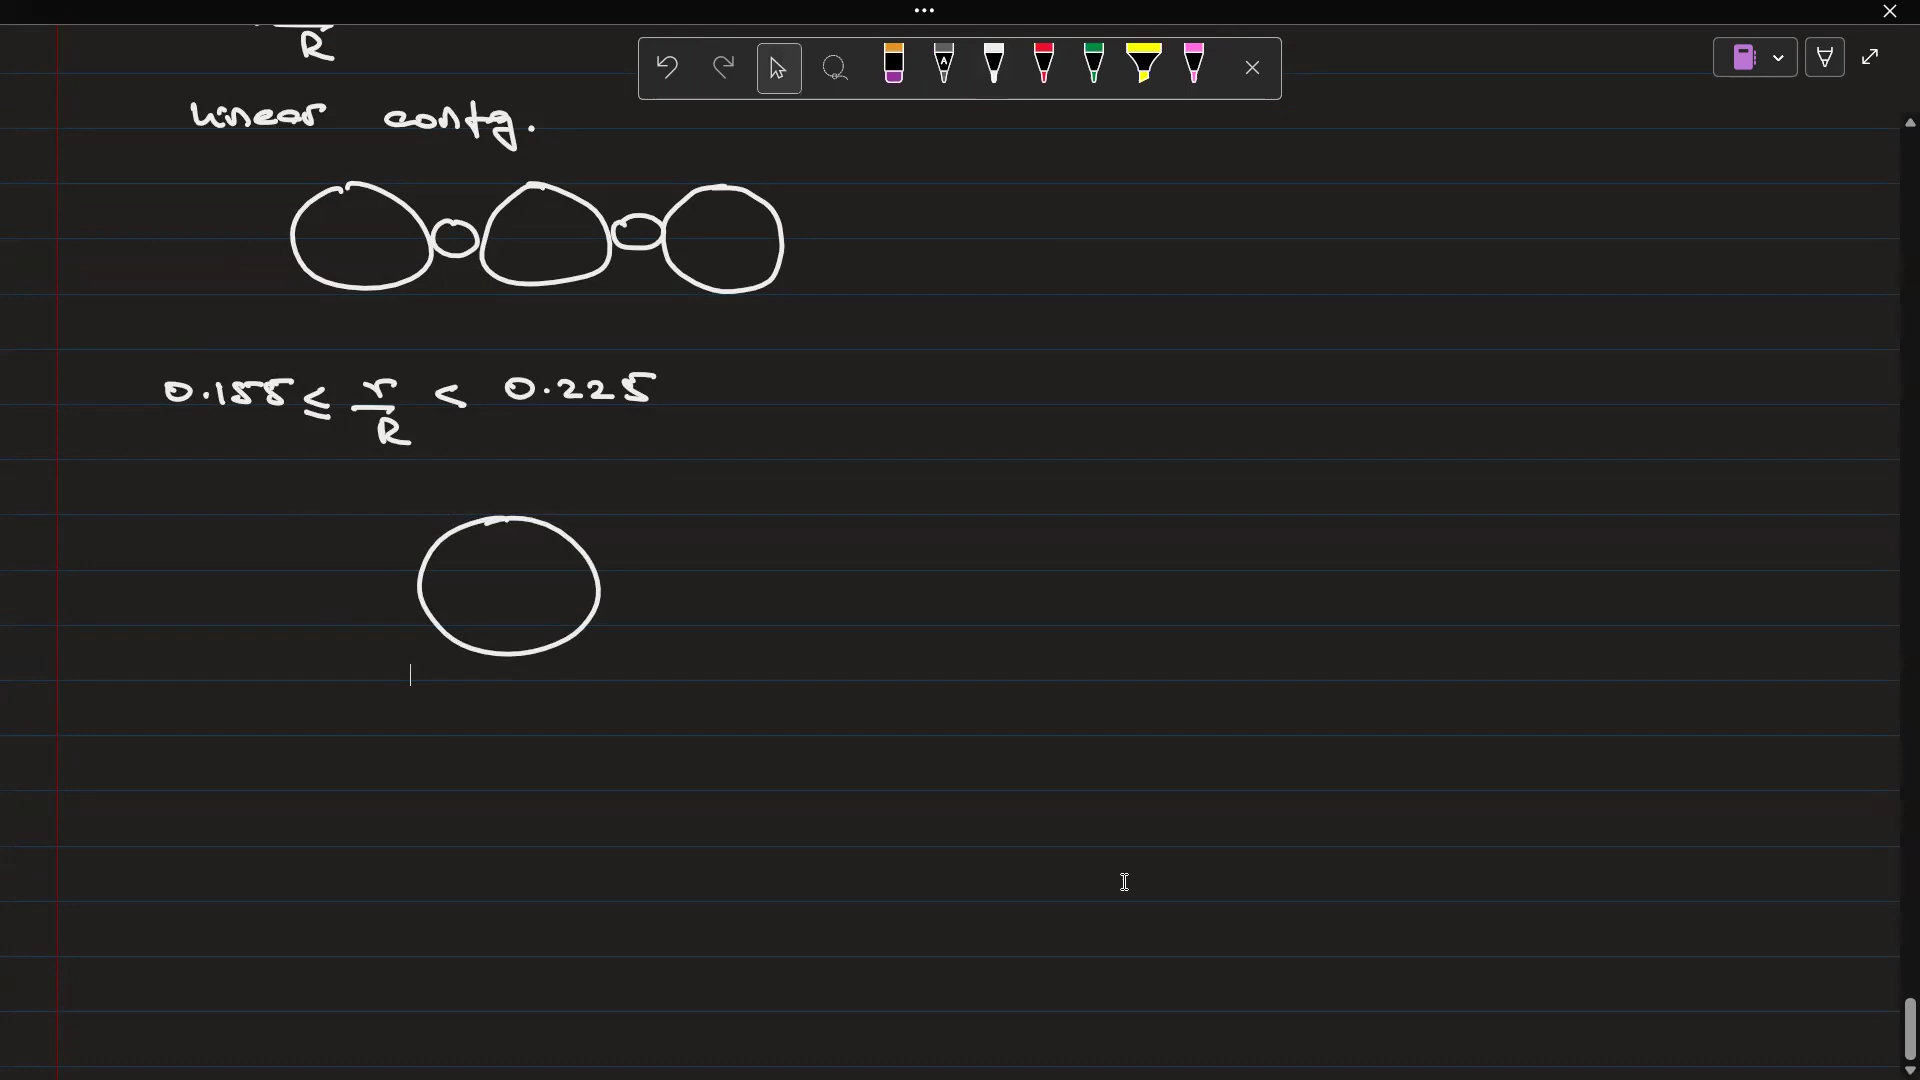 R
linear config.
0.155 ≤ r/R < 0.225